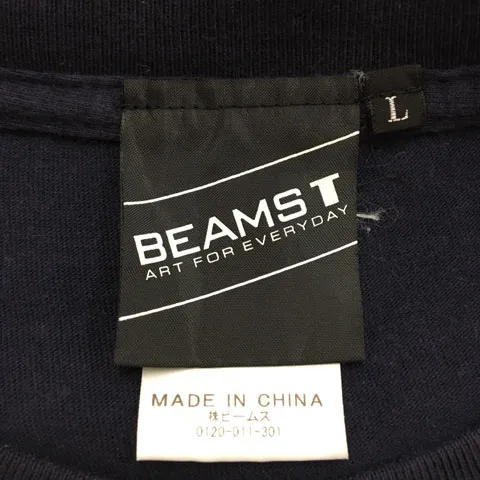 L
BEAMS T
ART FOR EVERYDAY
MADE IN CHINA
㈱ビームス
0120-011-301